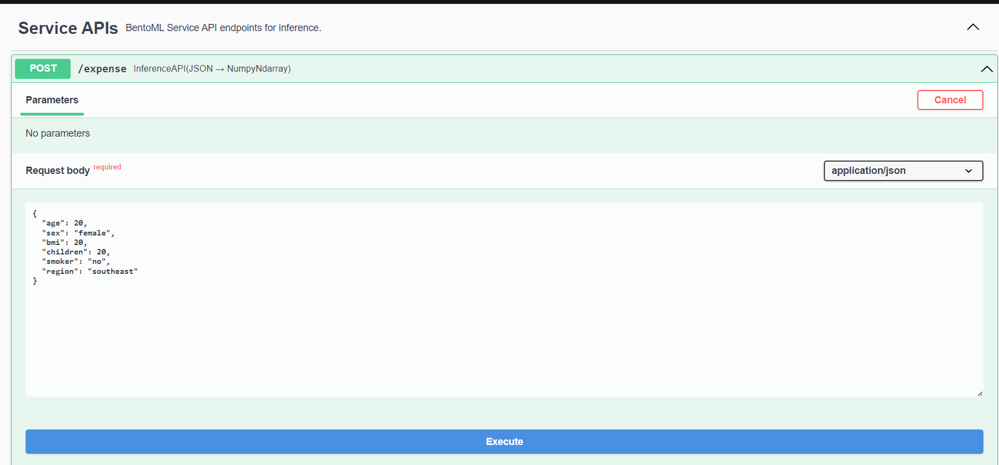 Service APIs BentoML Service API endpoints for inference.
POST /expense InferenceAPI(JSON → NumpyNdarray)
Parameters Cancel
No parameters
Request body required application/json
{
  "age": 20,
  "sex": "female",
  "bmi": 20,
  "children": 20,
  "smoker": "no",
  "region": "southeast"
}
Execute